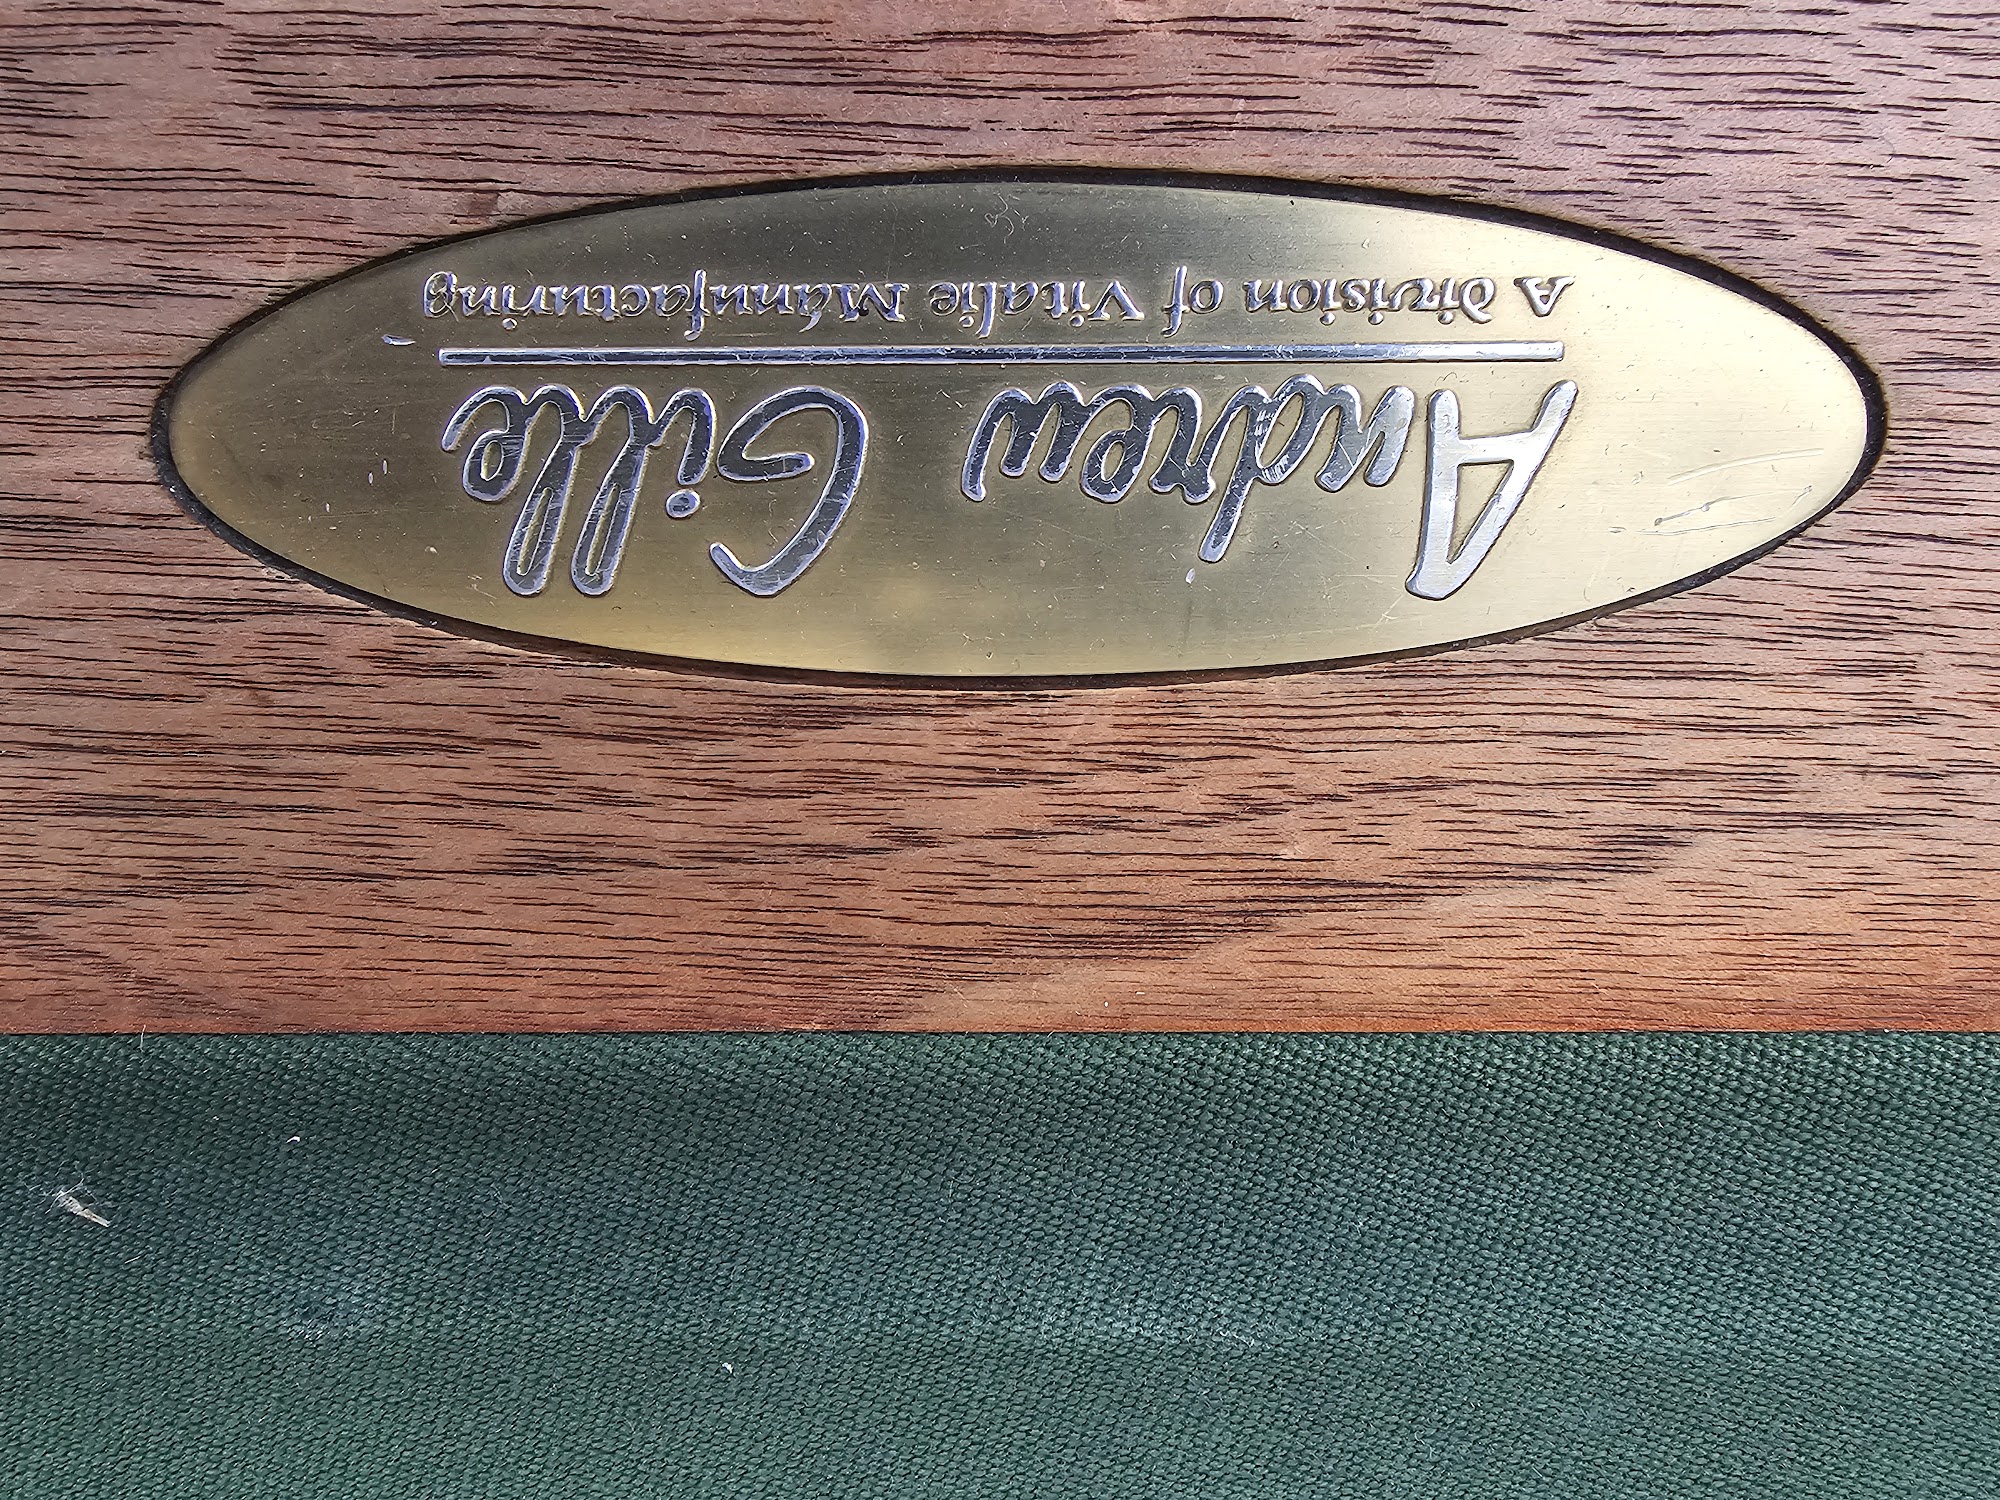 Andrew Gille
A division of Vitalie Manufacturing